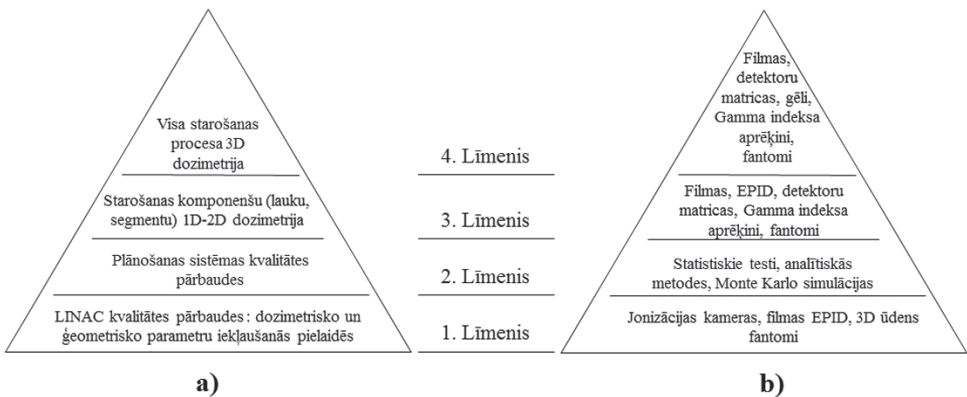 Visa starošanas
procesa 3D
dozimetrija
Starošanas komponenšu (lauku,
segmentu) 1D-2D dozimetrija
Plānošanas sistēmas kvalitātes
pārbaudes
LINAC kvalitātes pārbaudes: dozimetrisko un
ģeometrisko parametru iekļaušanās pielaidēs
a)
4. Līmenis
3. Līmenis
2. Līmenis
1. Līmenis
Filmas,
detektoru
matricas, gēli,
Gamma indeksa
aprēķini,
fantomi
Filmas, EPID, detektoru
matricas, Gamma indeksa
aprēķini, fantomi
Statistiskie testi, analītiskās
metodes, Monte Karlo simulācijas
Jonizācijas kameras, filmas EPID, 3D ūdens
fantomi
b)